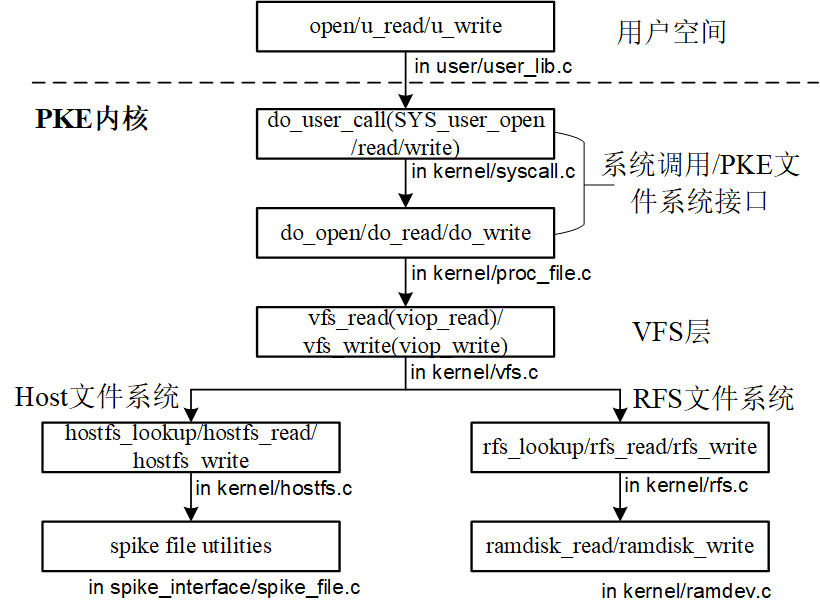 open/u_read/u_write
用户空间
in user/user_lib.c
PKE内核
do_user_call(SYS_user_open
/read/write)
in kernel/syscall.c
系统调用/PKE文
件系统接口
do_open/do_read/do_write
in kernel/proc_file.c
vfs_read(viop_read)/
vfs_write(viop_write)
VFS层
in kernel/vfs.c
Host文件系统
RFS文件系统
hostfs_lookup/hostfs_read/
hostfs_write
rfs_lookup/rfs_read/rfs_write
in kernel/hostfs.c
in kernel/rfs.c
spike file utilities
ramdisk_read/ramdisk_write
in spike_interface/spike_file.c
in kernel/ramdev.c